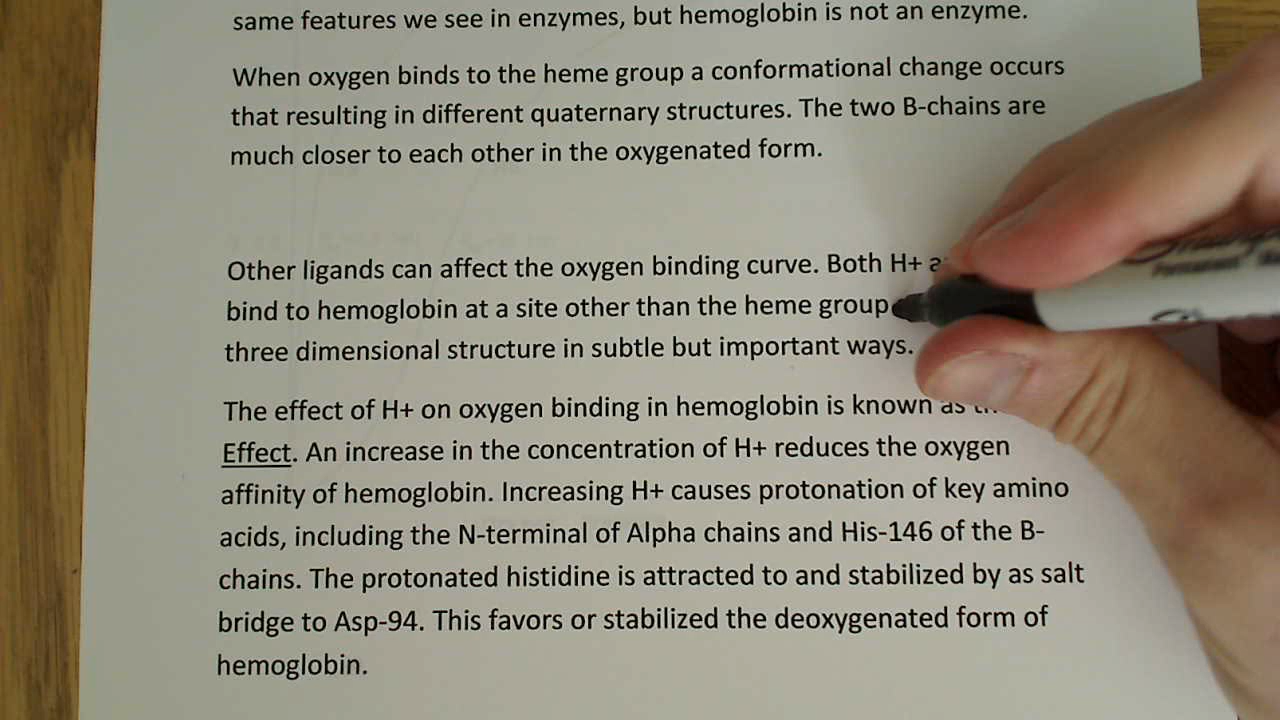 same features we see in enzymes, but hemoglobin is not an enzyme.
When oxygen binds to the heme group a conformational change occurs
that resulting in different quaternary structures. The two B-chains are
much closer to each other in the oxygenated form.
Other ligands can affect the oxygen binding curve. Both H+
bind to hemoglobin at a site other than the heme group
three dimensional structure in subtle but important ways.
The effect of H+ on oxygen binding in hemoglobin is known as
Effect. An increase in the concentration of H+ reduces the oxygen
affinity of hemoglobin. Increasing H+ causes protonation of key amino
acids, including the N-terminal of Alpha chains and His-146 of the B-
chains. The protonated histidine is attracted to and stabilized by as salt
bridge to Asp-94. This favors or stabilized the deoxygenated form of
hemoglobin.